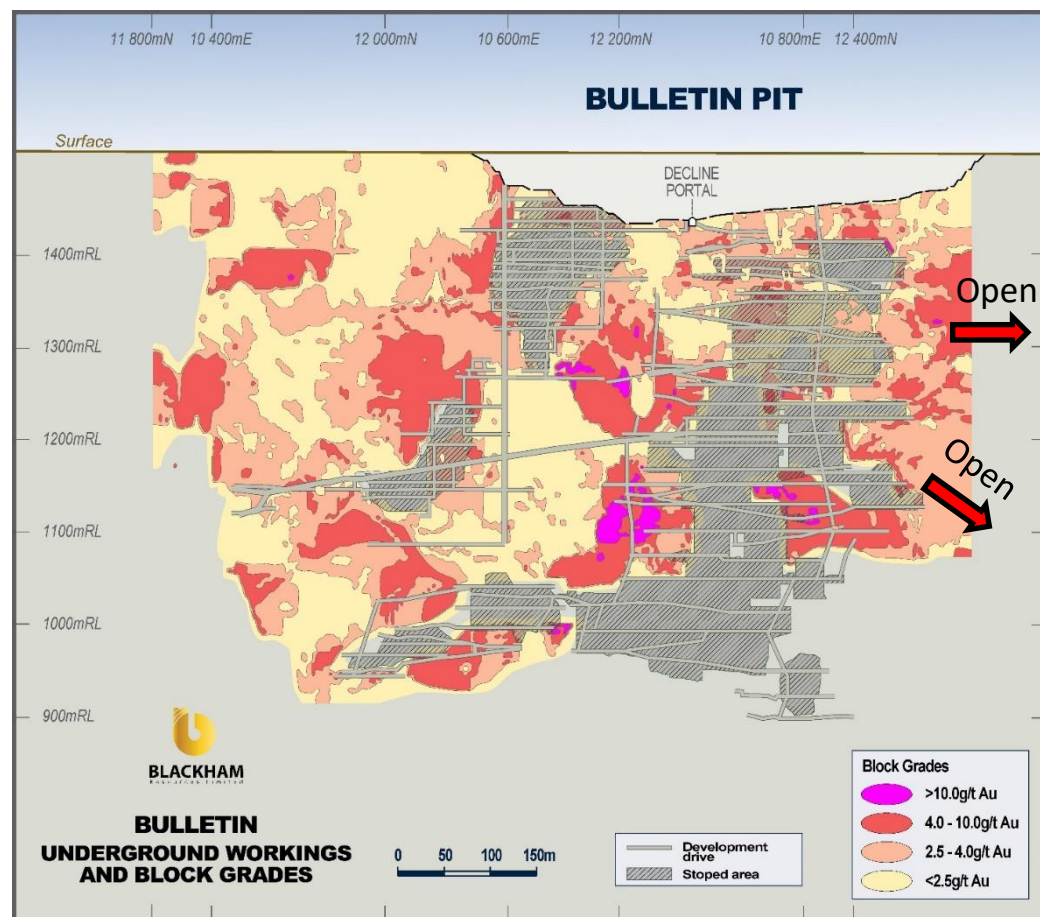 11 800mN 10 400mE 12 000mN 10 600mE 12 200mN 10 800mE 12 400mN
BULLETIN PIT
Surface
DECLINE
PORTAL
1400mRL
Open
1300mRL
1200mRL
Open
1100mRL
1000mRL
900mRL
BLACKHAM
Resources Limited
BULLETIN
UNDERGROUND WORKINGS
AND BLOCK GRADES
0 50 100 150m
Development
drive
Stoped area
Block Grades
>10.0g/t Au
4.0 - 10.0g/t Au
2.5 - 4.0g/t Au
<2.5g/t Au